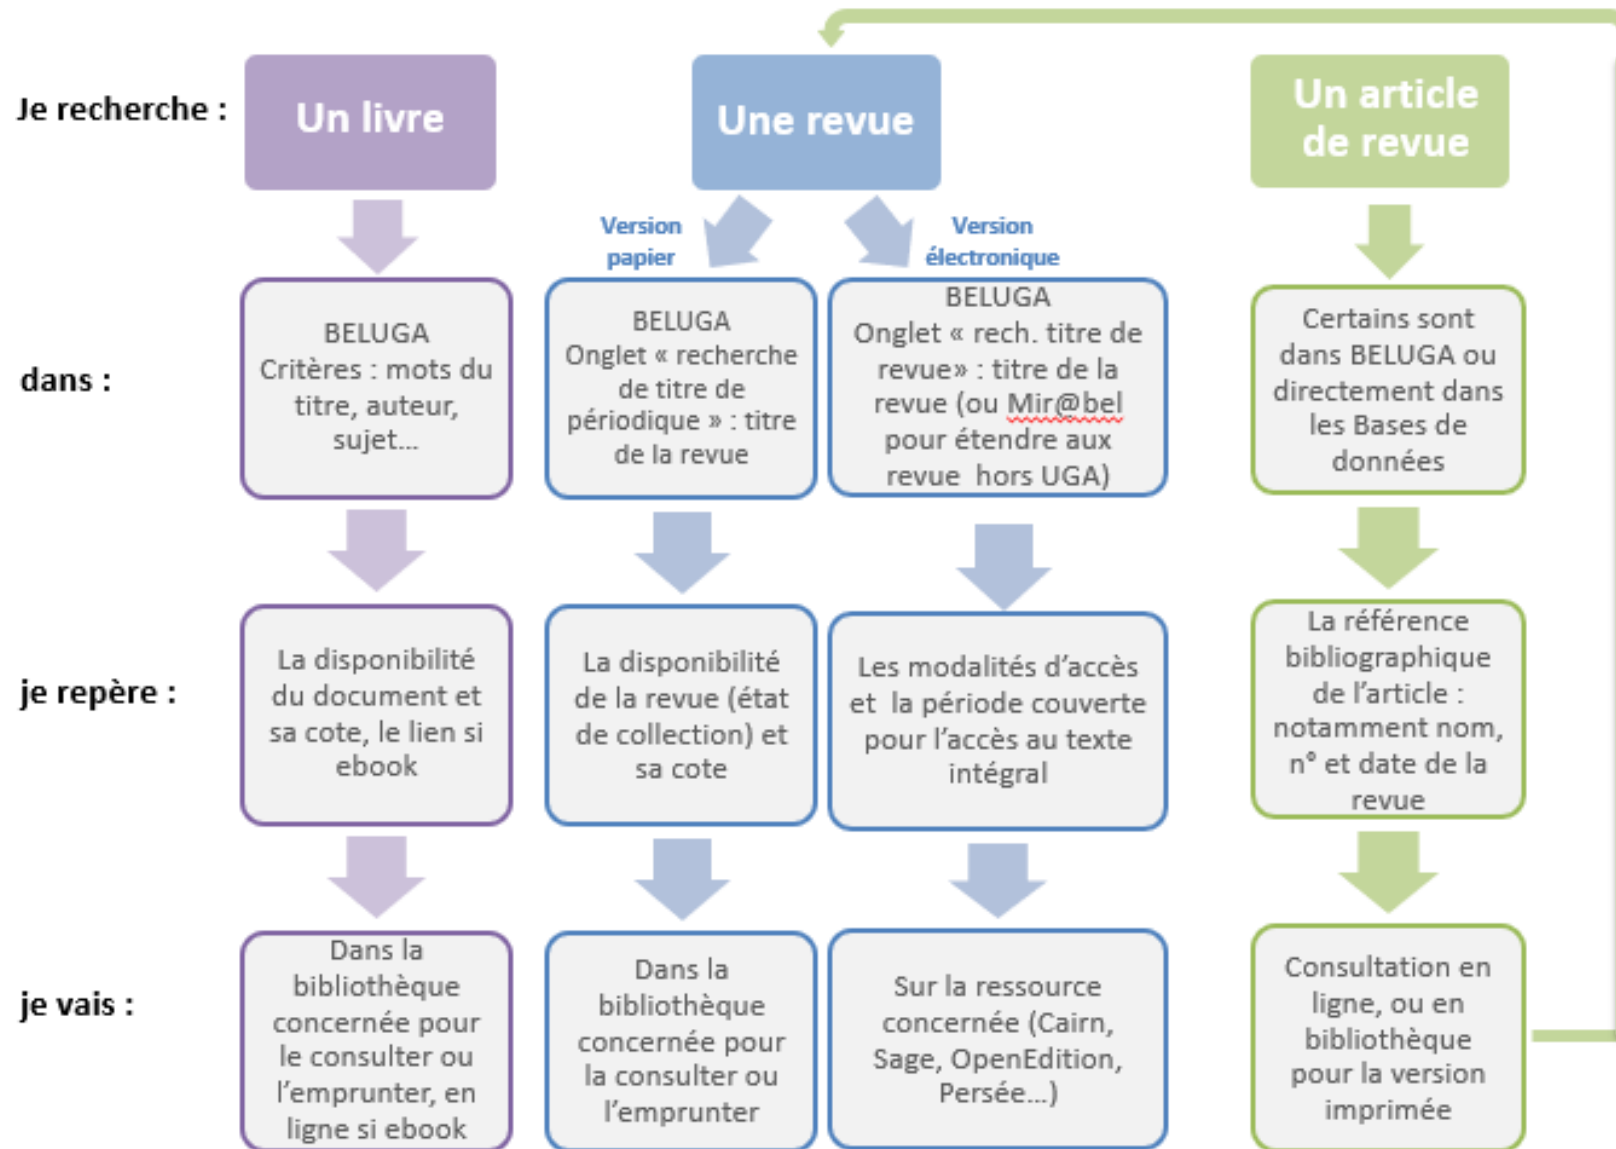 Je recherche :
Un livre
Une revue
Un article
de revue
Version
papier
Version
électronique
dans :
BELUGA
Critères : mots du
titre, auteur,
sujet...
BELUGA
Onglet « recherche
de titre de
périodique » : titre
de la revue
BELUGA
Onglet « rech. titre de
revue» : titre de la
revue (ou Mir@bel
pour étendre aux
revue hors UGA)
Certains sont
dans BELUGA ou
directement dans
les Bases de
données
je repère :
La disponibilité
du document et
sa cote, le lien si
ebook
La disponibilité
de la revue (état
de collection) et
sa cote
Les modalités d’accès
et la période couverte
pour l’accès au texte
intégral
La référence
bibliographique
de l’article :
notamment nom,
n° et date de la
revue
je vais :
Dans la
bibliothèque
concernée pour
le consulter ou
l’emprunter, en
ligne si ebook
Dans la
bibliothèque
concernée pour
la consulter ou
l’emprunter
Sur la ressource
concernée (Cairn,
Sage, OpenEdition,
Persée...)
Consultation en
ligne, ou en
bibliothèque
pour la version
imprimée